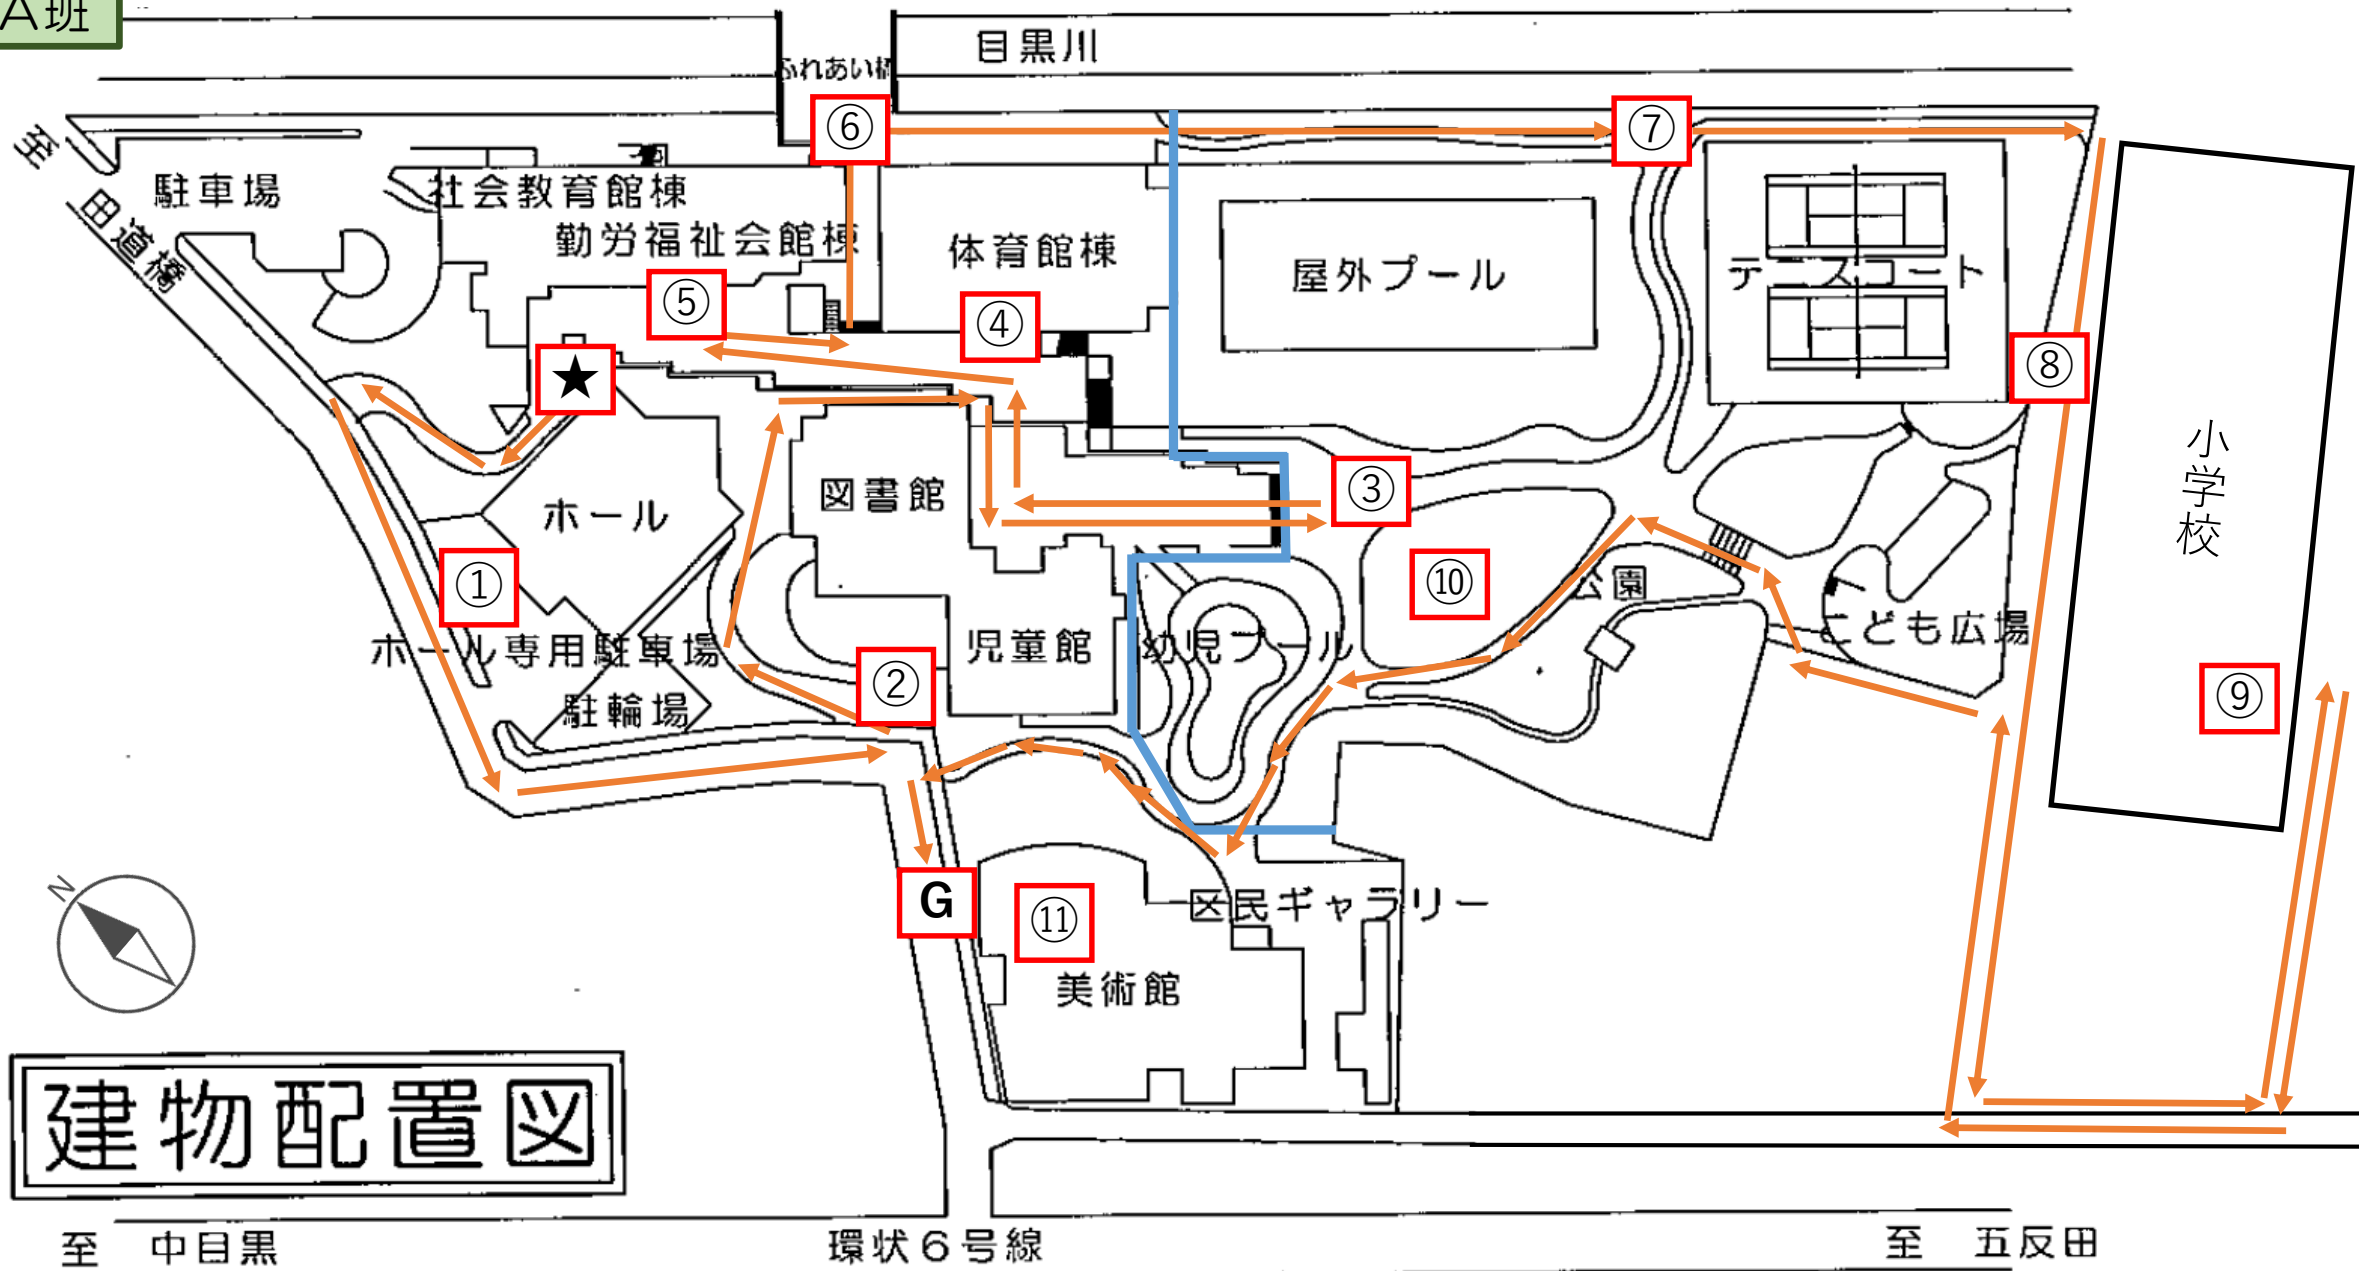 A班
目黒川
ふれあい橋
⑥
⑦
至 田道橋
駐車場
社会教育館棟
勤労福祉会館棟
体育館棟
屋外プール
テニスコート
⑤
④
⑧
★
小学校
図書館
③
ホール
①
⑩
公園
こども広場
ホール専用駐車場
児童館
幼児プール
②
⑨
駐輪場
G
⑪
区民ギャラリー
美術館
N
建物配置図
至 中目黒
環状6号線
至 五反田